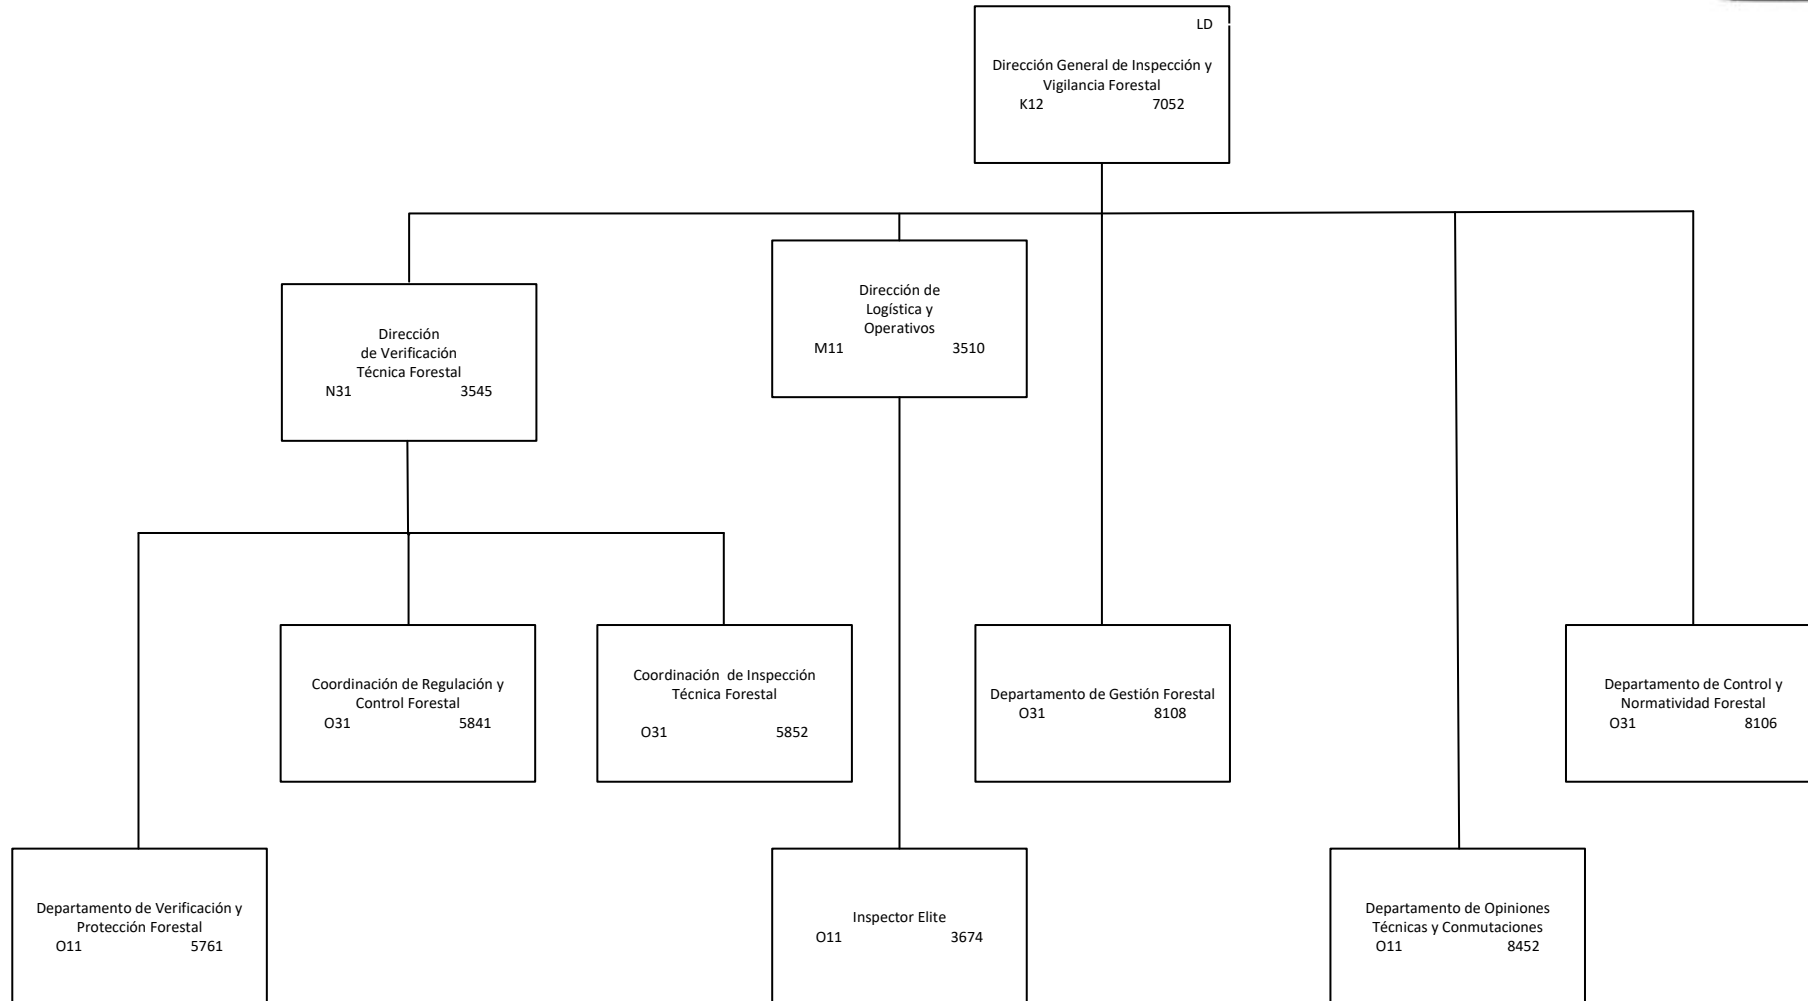 LD
Dirección General de Inspección y
Vigilancia Forestal
K12 7052
Dirección
de Verificación
Técnica Forestal
N31 3545
Dirección de
Logística y
Operativos
M11 3510
Coordinación de Regulación y
Control Forestal
O31 5841
Coordinación de Inspección
Técnica Forestal
O31 5852
Departamento de Gestión Forestal
O31 8108
Departamento de Control y
Normatividad Forestal
O31 8106
Departamento de Verificación y
Protección Forestal
O11 5761
Inspector Elite
O11 3674
Departamento de Opiniones
Técnicas y Conmutaciones
O11 8452